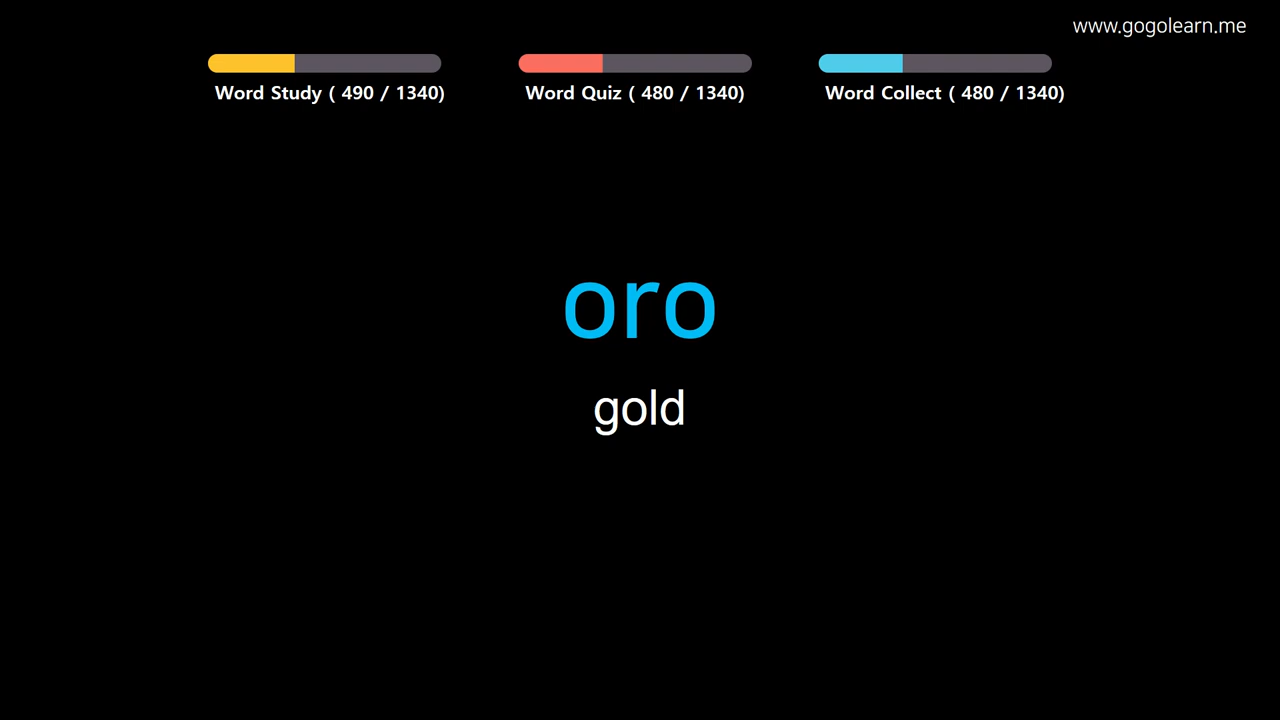 www.gogolearn.me
Word Study ( 490 / 1340)
Word Quiz ( 480 / 1340)
Word Collect ( 480 / 1340)
oro
gold